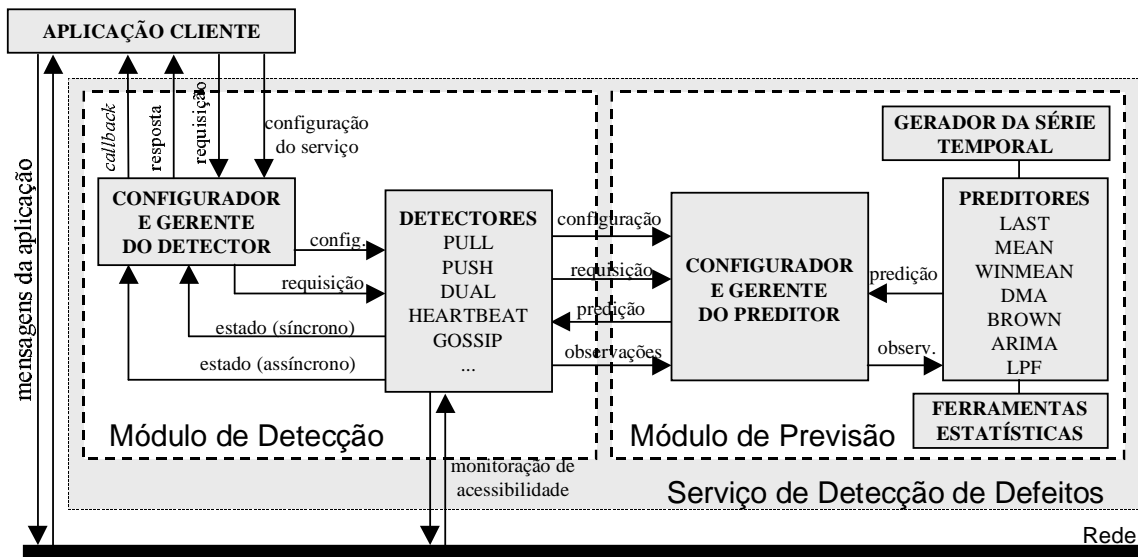 APLICAÇÃO CLIENTE
mensagens da aplicação
callback
resposta
requisição
configuração
do serviço
CONFIGURADOR
E GERENTE
DO DETECTOR
config.
requisição
estado (síncrono)
estado (assíncrono)
DETECTORES
PULL
PUSH
DUAL
HEARTBEAT
GOSSIP
...
Módulo de Detecção
monitoração de
acessibilidade
configuração
requisição
predição
observações
CONFIGURADOR
E GERENTE
DO PREDITOR
predição
observ.
GERADOR DA SÉRIE
TEMPORAL
PREDITORES
LAST
MEAN
WINMEAN
DMA
BROWN
ARIMA
LPF
FERRAMENTAS
ESTATÍSTICAS
Módulo de Previsão
Serviço de Detecção de Defeitos
Rede